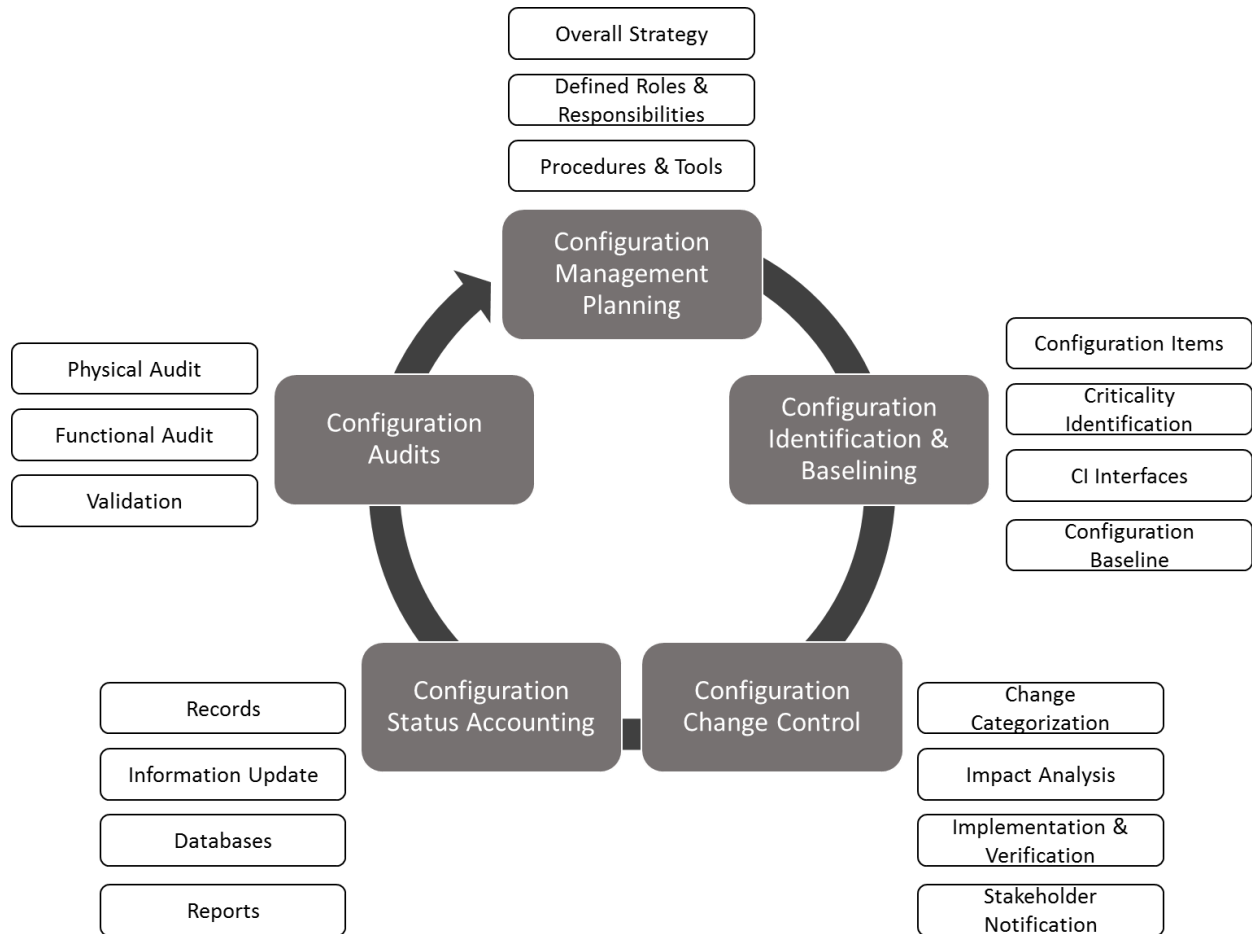 Overall Strategy
Defined Roles &
Responsibilities
Procedures & Tools
Configuration
Management
Planning
Configuration
Identification &
Baselining
Configuration Items
Criticality
Identification
CI Interfaces
Configuration
Baseline
Configuration
Change Control
Change
Categorization
Impact Analysis
Implementation &
Verification
Stakeholder
Notification
Configuration
Status Accounting
Records
Information Update
Databases
Reports
Configuration
Audits
Physical Audit
Functional Audit
Validation